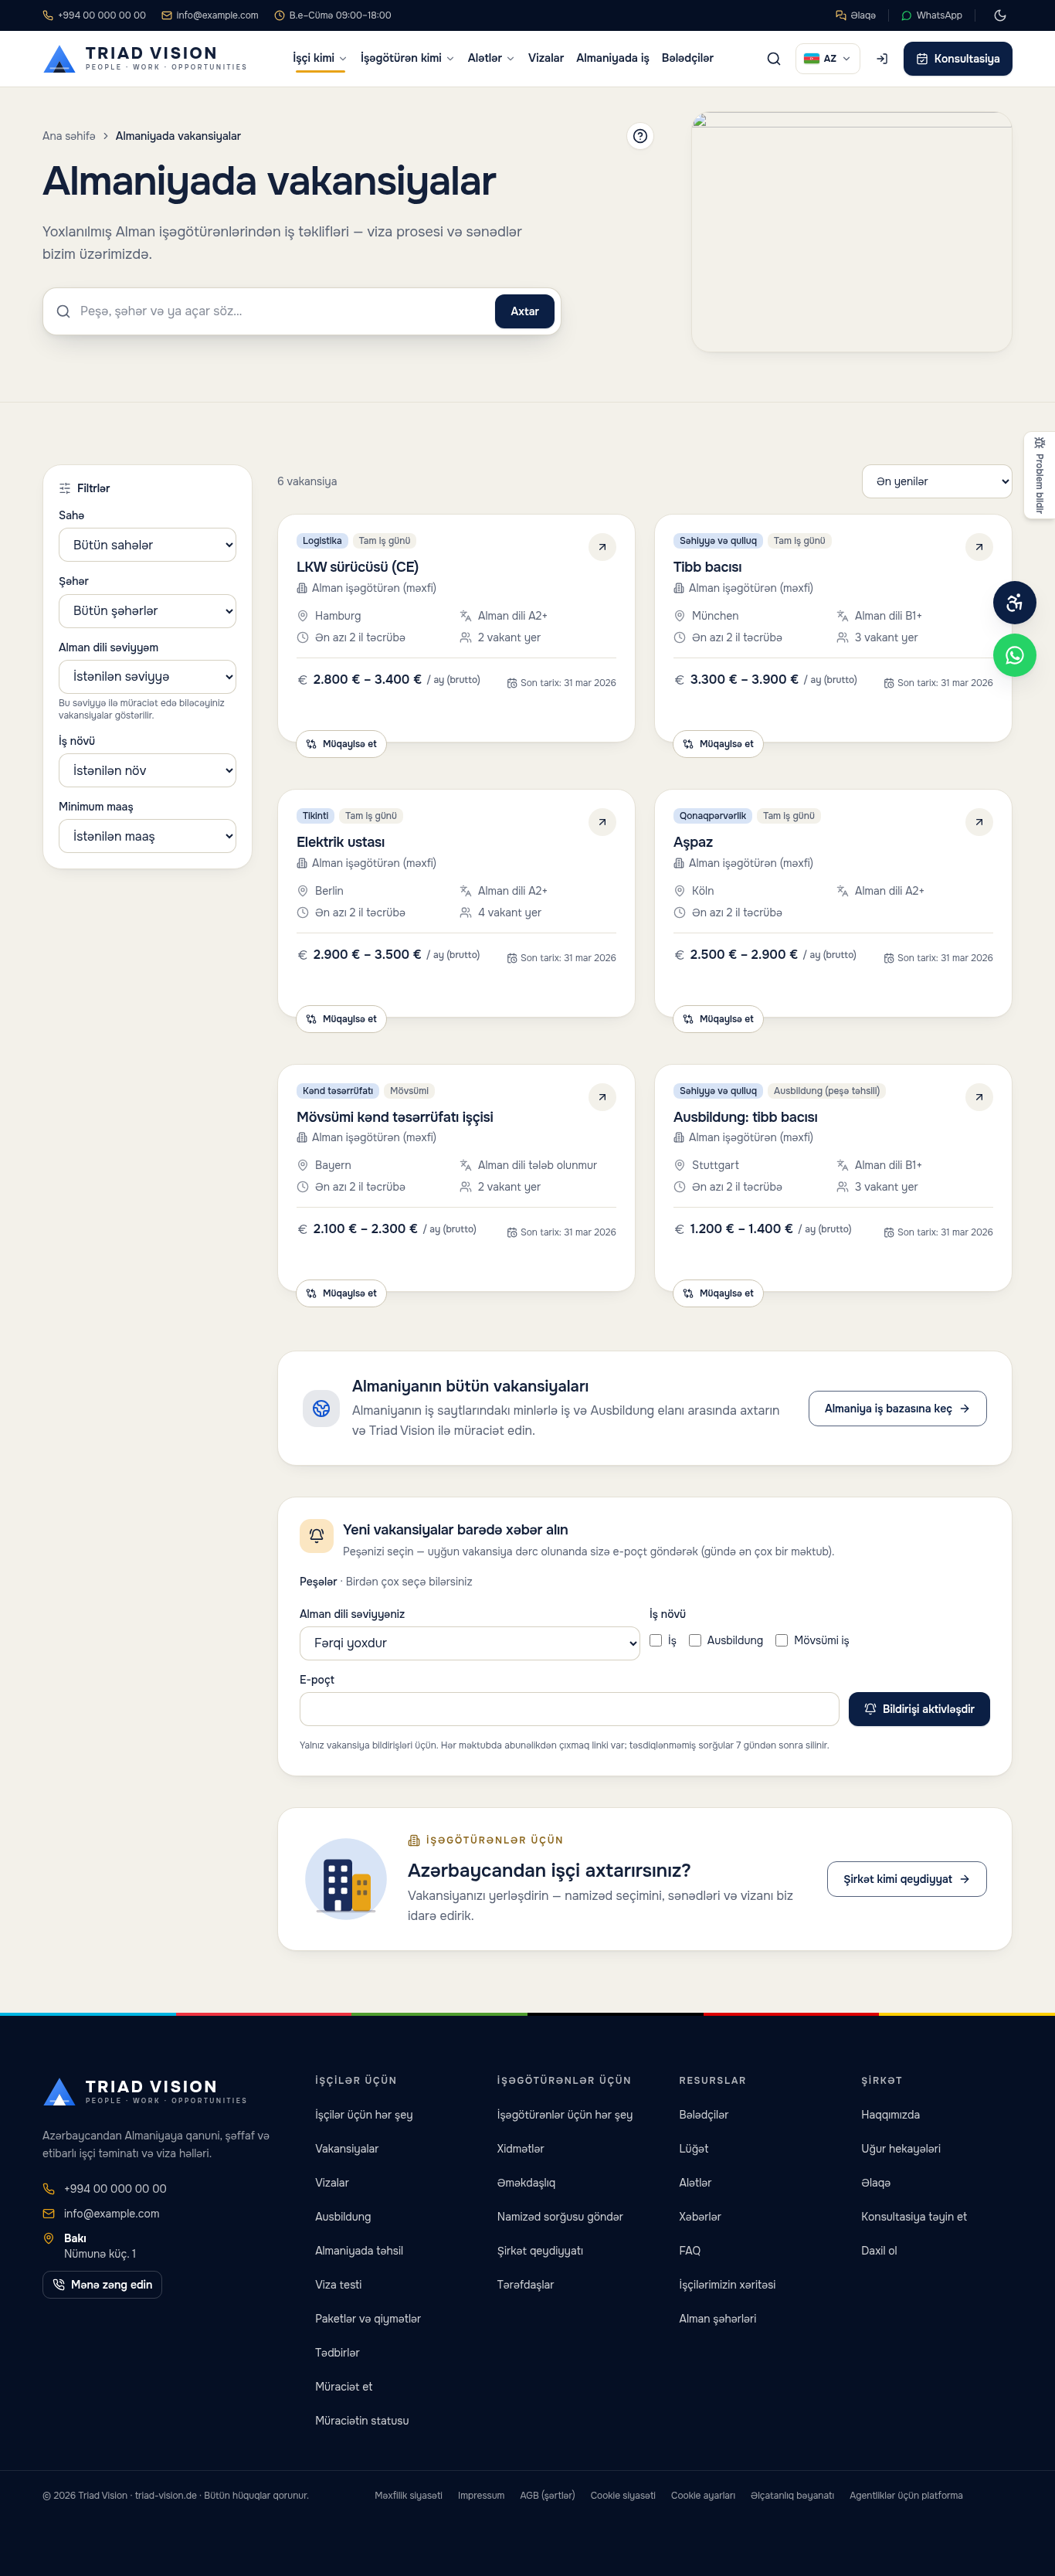 +994 00 000 00 00
info@example.com
B.e–Cümə 09:00–18:00
Əlaqə
WhatsApp
TRIAD VISION
PEOPLE · WORK · OPPORTUNITIES
İşçi kimi
İşəgötürən kimi
Alətlər
Vizalar
Almaniyada iş
Bələdçilər
AZ
Konsultasiya
Ana səhifə
Almaniyada vakansiyalar
Almaniyada vakansiyalar
Yoxlanılmış Alman işəgötürənlərindən iş təklifləri — viza prosesi və sənədlər
bizim üzərimizdə.
Peşə, şəhər və ya açar söz...
Axtar
Problem bildir
Filtrlər
Sahə
Bütün sahələr
Şəhər
Bütün şəhərlər
Alman dili səviyyəm
İstənilən səviyyə
Bu səviyyə ilə müraciət edə biləcəyiniz
vakansiyalar göstərilir.
İş növü
İstənilən növ
Minimum maaş
İstənilən maaş
6 vakansiya
Ən yenilər
Logistika
Tam iş günü
LKW sürücüsü (CE)
Alman işəgötürən (məxfi)
Hamburg
Alman dili A2+
Ən azı 2 il təcrübə
2 vakant yer
2.800 € – 3.400 € / ay (brutto)
Son tarix: 31 mar 2026
Müqayisə et
Səhiyyə və qulluq
Tam iş günü
Tibb bacısı
Alman işəgötürən (məxfi)
München
Alman dili B1+
Ən azı 2 il təcrübə
3 vakant yer
3.300 € – 3.900 € / ay (brutto)
Son tarix: 31 mar 2026
Müqayisə et
Tikinti
Tam iş günü
Elektrik ustası
Alman işəgötürən (məxfi)
Berlin
Alman dili A2+
Ən azı 2 il təcrübə
4 vakant yer
2.900 € – 3.500 € / ay (brutto)
Son tarix: 31 mar 2026
Müqayisə et
Qonaqpərvərlik
Tam iş günü
Aşpaz
Alman işəgötürən (məxfi)
Köln
Alman dili A2+
Ən azı 2 il təcrübə
2.500 € – 2.900 € / ay (brutto)
Son tarix: 31 mar 2026
Müqayisə et
Kənd təsərrüfatı
Mövsümi
Mövsümi kənd təsərrüfatı işçisi
Alman işəgötürən (məxfi)
Bayern
Alman dili tələb olunmur
Ən azı 2 il təcrübə
2 vakant yer
2.100 € – 2.300 € / ay (brutto)
Son tarix: 31 mar 2026
Müqayisə et
Səhiyyə və qulluq
Ausbildung (peşə təhsili)
Ausbildung: tibb bacısı
Alman işəgötürən (məxfi)
Stuttgart
Alman dili B1+
Ən azı 2 il təcrübə
3 vakant yer
1.200 € – 1.400 € / ay (brutto)
Son tarix: 31 mar 2026
Müqayisə et
Almaniyanın bütün vakansiyaları
Almaniyanın iş saytlarındakı minlərlə iş və Ausbildung elanı arasında axtarın
və Triad Vision ilə müraciət edin.
Almaniya iş bazasına keç
Yeni vakansiyalar barədə xəbər alın
Peşənizi seçin — uyğun vakansiya dərc olunanda sizə e-poçt göndərək (gündə ən çox bir məktub).
Peşələr · Birdən çox seçə bilərsiniz
Alman dili səviyyəniz
Fərqi yoxdur
İş növü
İş
Ausbildung
Mövsümi iş
E-poçt
Bildirişi aktivləşdir
Yalnız vakansiya bildirişləri üçün. Hər məktubda abunəlikdən çıxmaq linki var; təsdiqlənməmiş sorğular 7 gündən sonra silinir.
İŞƏGÖTÜRƏNLƏR ÜÇÜN
Azərbaycandan işçi axtarırsınız?
Vakansiyanızı yerləşdirin — namizəd seçimini, sənədləri və vizanı biz
idarə edirik.
Şirkət kimi qeydiyyat
TRIAD VISION
PEOPLE · WORK · OPPORTUNITIES
Azərbaycandan Almaniyaya qanuni, şəffaf və
etibarlı işçi təminatı və viza həlləri.
+994 00 000 00 00
info@example.com
Bakı
Nümunə küç. 1
Mənə zəng edin
İŞÇİLƏR ÜÇÜN
İşçilər üçün hər şey
Vakansiyalar
Vizalar
Ausbildung
Almaniyada təhsil
Viza testi
Paketlər və qiymətlər
Tədbirlər
Müraciət et
Müraciətin statusu
İŞƏGÖTÜRƏNLƏR ÜÇÜN
İşəgötürənlər üçün hər şey
Xidmətlər
Əməkdaşlıq
Namizəd sorğusu göndər
Şirkət qeydiyyatı
Tərəfdaşlar
RESURSLAR
Bələdçilər
Lüğət
Alətlər
Xəbərlər
FAQ
İşçilərimizin xəritəsi
Alman şəhərləri
ŞİRKƏT
Haqqımızda
Uğur hekayələri
Əlaqə
Konsultasiya təyin et
Daxil ol
© 2026 Triad Vision · triad-vision.de · Bütün hüquqlar qorunur.
Məxfilik siyasəti
Impressum
AGB (şərtlər)
Cookie siyasəti
Cookie ayarları
Əlçatanlıq bəyanatı
Agentliklər üçün platforma